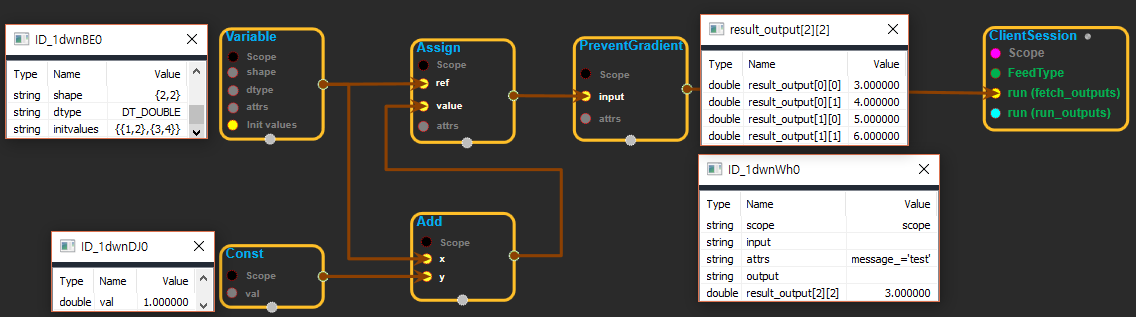 ID_1dwnBE0
Type Name Value
string shape {2,2}
string dtype DT_DOUBLE
string initvalues {{1,2},{3,4}}
Variable
Scope
shape
dtype
attrs
Init values
Assign
Scope
ref
value
attrs
PreventGradient
Scope
input
attrs
result_output[2][2]
Type Name Value
double result_output[0][0] 3.000000
double result_output[0][1] 4.000000
double result_output[1][0] 5.000000
double result_output[1][1] 6.000000
ClientSession
Scope
FeedType
run (fetch_outputs)
run (run_outputs)
ID_1dwnWh0
Type Name Value
string scope scope
string input
string attrs message_='test'
string output
double result_output[2][2] 3.000000
ID_1dwnDJ0
Type Name Value
double val 1.000000
Const
Scope
val
Add
Scope
x
y